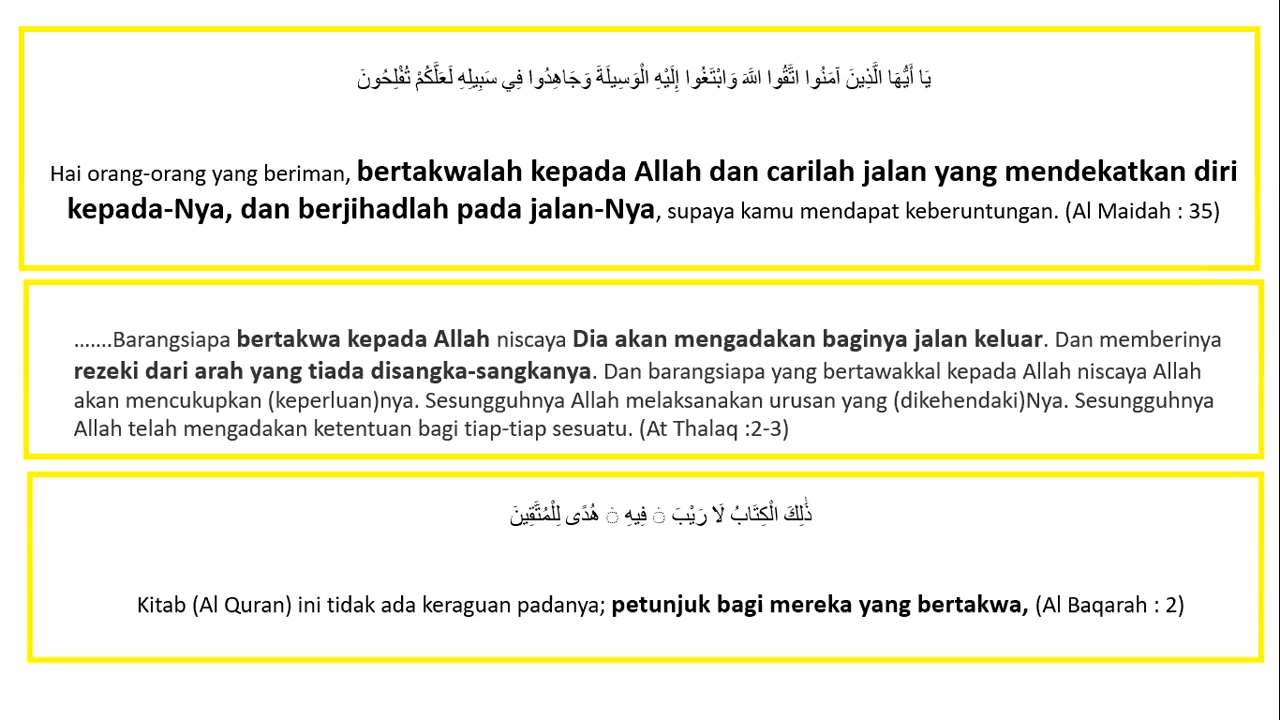 يَا أَيُّهَا الَّذِينَ آمَنُوا اتَّقُوا اللَّهَ وَابْتَغُوا إِلَيْهِ الْوَسِيلَةَ وَجَاهِدُوا فِي سَبِيلِهِ لَعَلَّكُمْ تُفْلِحُونَ
Hai orang-orang yang beriman, bertakwalah kepada Allah dan carilah jalan yang mendekatkan diri
kepada-Nya, dan berjihadlah pada jalan-Nya, supaya kamu mendapat keberuntungan. (Al Maidah : 35)
.......Barangsiapa bertakwa kepada Allah niscaya Dia akan mengadakan baginya jalan keluar. Dan memberinya
rezeki dari arah yang tiada disangka-sangkanya. Dan barangsiapa yang bertawakkal kepada Allah niscaya Allah
akan mencukupkan (keperluan)nya. Sesungguhnya Allah melaksanakan urusan yang (dikehendaki)Nya. Sesungguhnya
Allah telah mengadakan ketentuan bagi tiap-tiap sesuatu. (At Thalaq :2-3)
ذَٰلِكَ الْكِتَابُ لَا رَيْبَ ۛ فِيهِ ۛ هُدًى لِلْمُتَّقِينَ
Kitab (Al Quran) ini tidak ada keraguan padanya; petunjuk bagi mereka yang bertakwa, (Al Baqarah : 2)